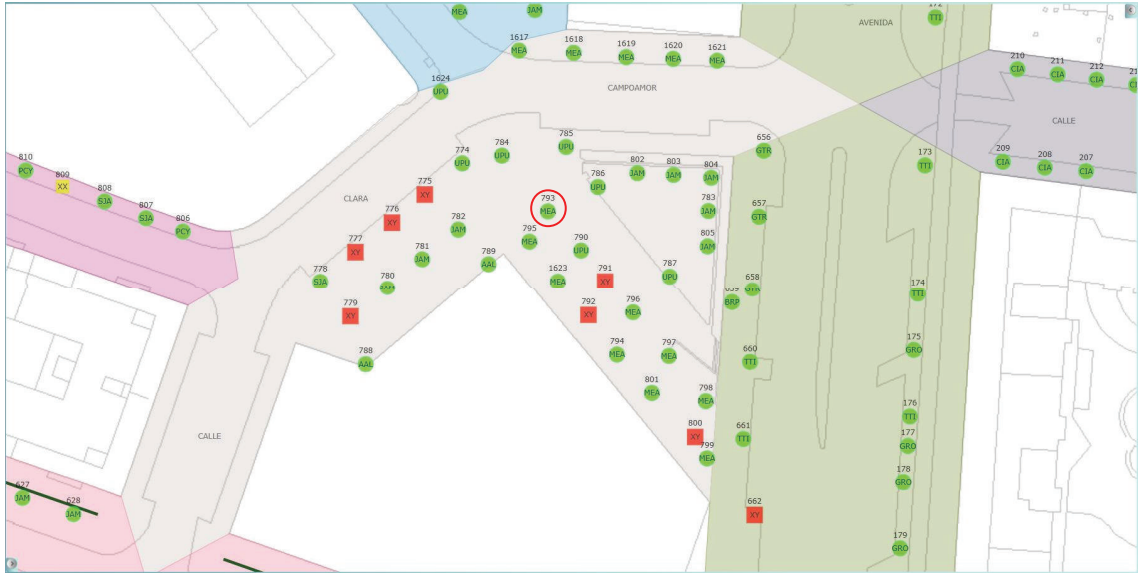 MEA
JAM
171
TTI
AVENIDA
1617
MEA
1618
MEA
1619
MEA
1620
MEA
1621
MEA
210
CIA
211
CIA
212
CIA
1624
UPU
CAMPOAMOR
CALLE
656
GTR
173
TTI
209
CIA
208
CIA
207
CIA
810
PCY
809
XX
808
SJA
807
SJA
806
PCY
774
UPU
784
UPU
785
UPU
802
JAM
803
JAM
804
JAM
775
XY
786
UPU
CLARA
776
XY
793
MEA
783
JAM
657
GTR
777
XY
782
JAM
795
MEA
790
UPU
805
JAM
781
JAM
789
AAL
778
SJA
780
1623
MEA
791
XY
787
UPU
658
GTR
659
BRP
174
TTI
779
XY
792
XY
796
MEA
788
AAL
794
MEA
797
MEA
660
TTI
175
GRO
801
MEA
798
MEA
176
TTI
CALLE
800
XY
661
TTI
177
GRO
799
MEA
178
GRO
627
JAM
628
JAM
662
XY
179
GRO